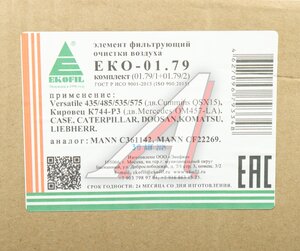 EKOFIL
элемент фильтрующий
очистки воздуха
ЕКО-01.79
комплект (01.79/1+01.79/2)
ГОСТ Р ИСО 9001-2015 (ISO 9001:2015)
применение:
Versatile 435/485/535/575 (дв.Cummins QSX15),
Кировец К744-Р3 (дв.Mercedes OM457-LA),
CASE, CATERPILLAR, DOOSAN, KOMATSU,
LIEBHERR.
аналог: MANN C361142, MANN CF22269.
EAC
СРОК ГОДНОСТИ: 24 МЕСЯЦА СО ДНЯ ИЗГОТОВЛЕНИЯ.